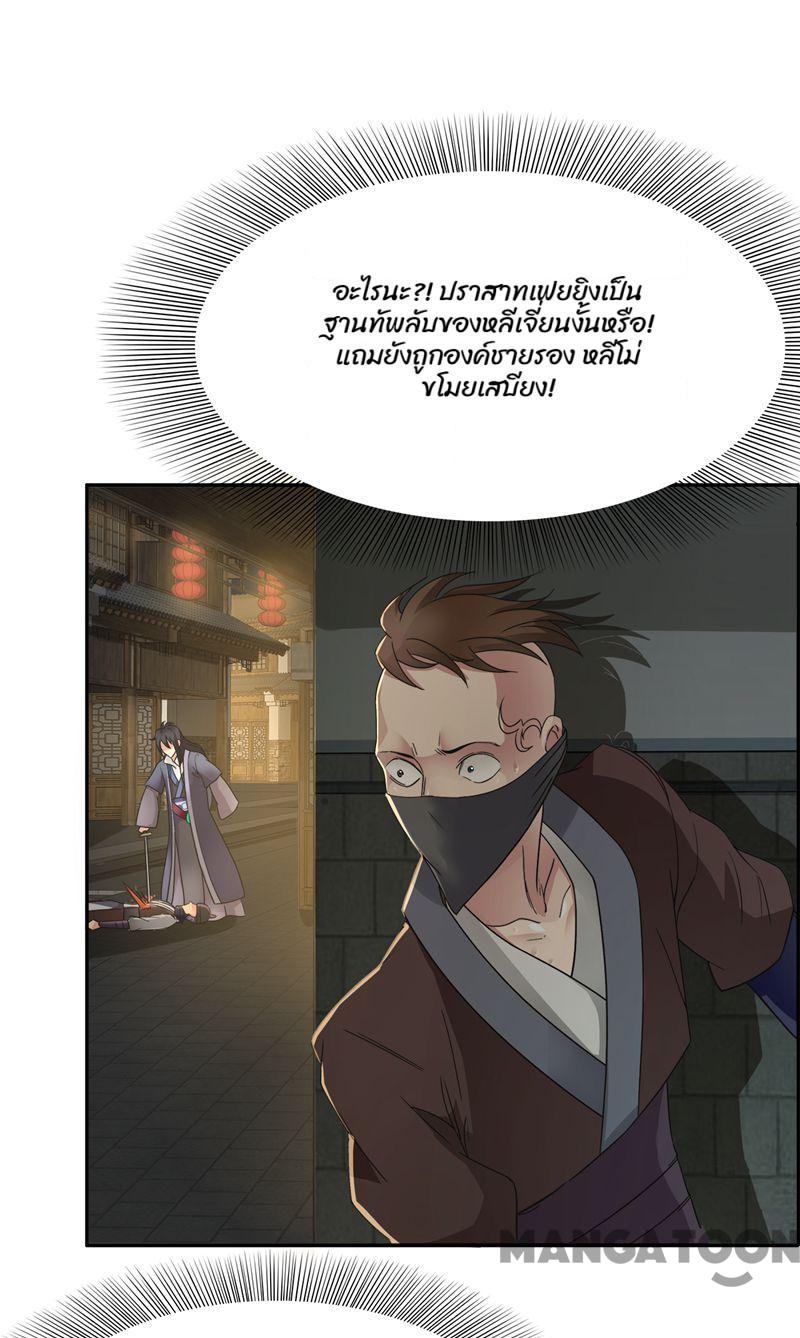 อะไรนะ?! ปราสาทเฟยยิงเป็น
ฐานทัพลับของหลีเจี่ยนงั้นหรือ!
แถมยังถูกองค์ชายรอง หลีโม่
ขโมยเสบียง!
MANGATOON